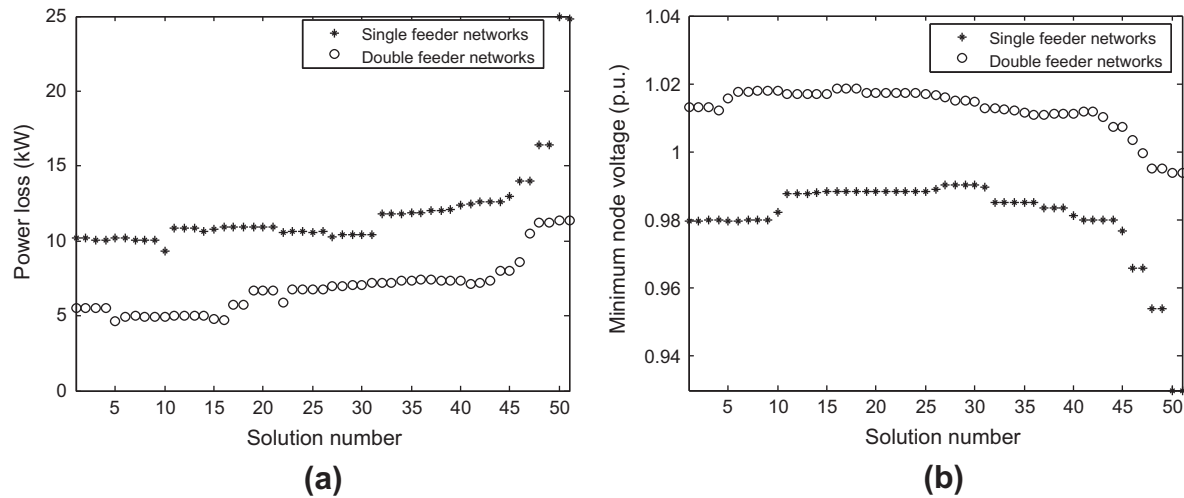 25
20
15
10
5
0
Power loss (kW)
Single feeder networks
Double feeder networks
5 10 15 20 25 30 35 40 45 50
Solution number
(a)
1.04
1.02
1
0.98
0.96
0.94
Minimum node voltage (p.u.)
Single feeder networks
Double feeder networks
5 10 15 20 25 30 35 40 45 50
Solution number
(b)